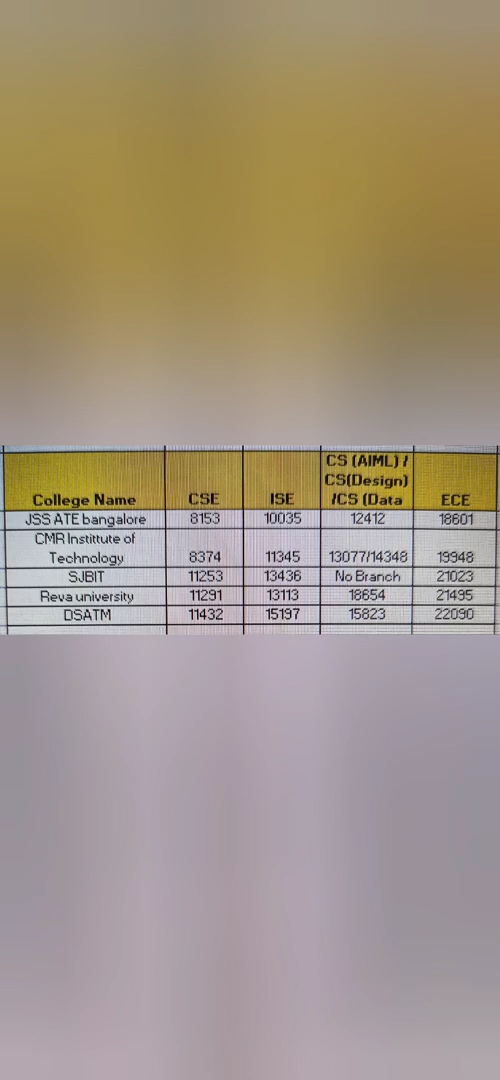 College Name CSE ISE CS (AIML) / CS(Design) /CS (Data ECE
JSS ATE bangalore 8153 10035 12412 18601
CMR Institute of Technology 8374 11345 13077/14348 19948
SJBIT 11253 13436 No Branch 21023
Reva university 11291 13113 18654 21495
DSATM 11432 15197 15823 22090